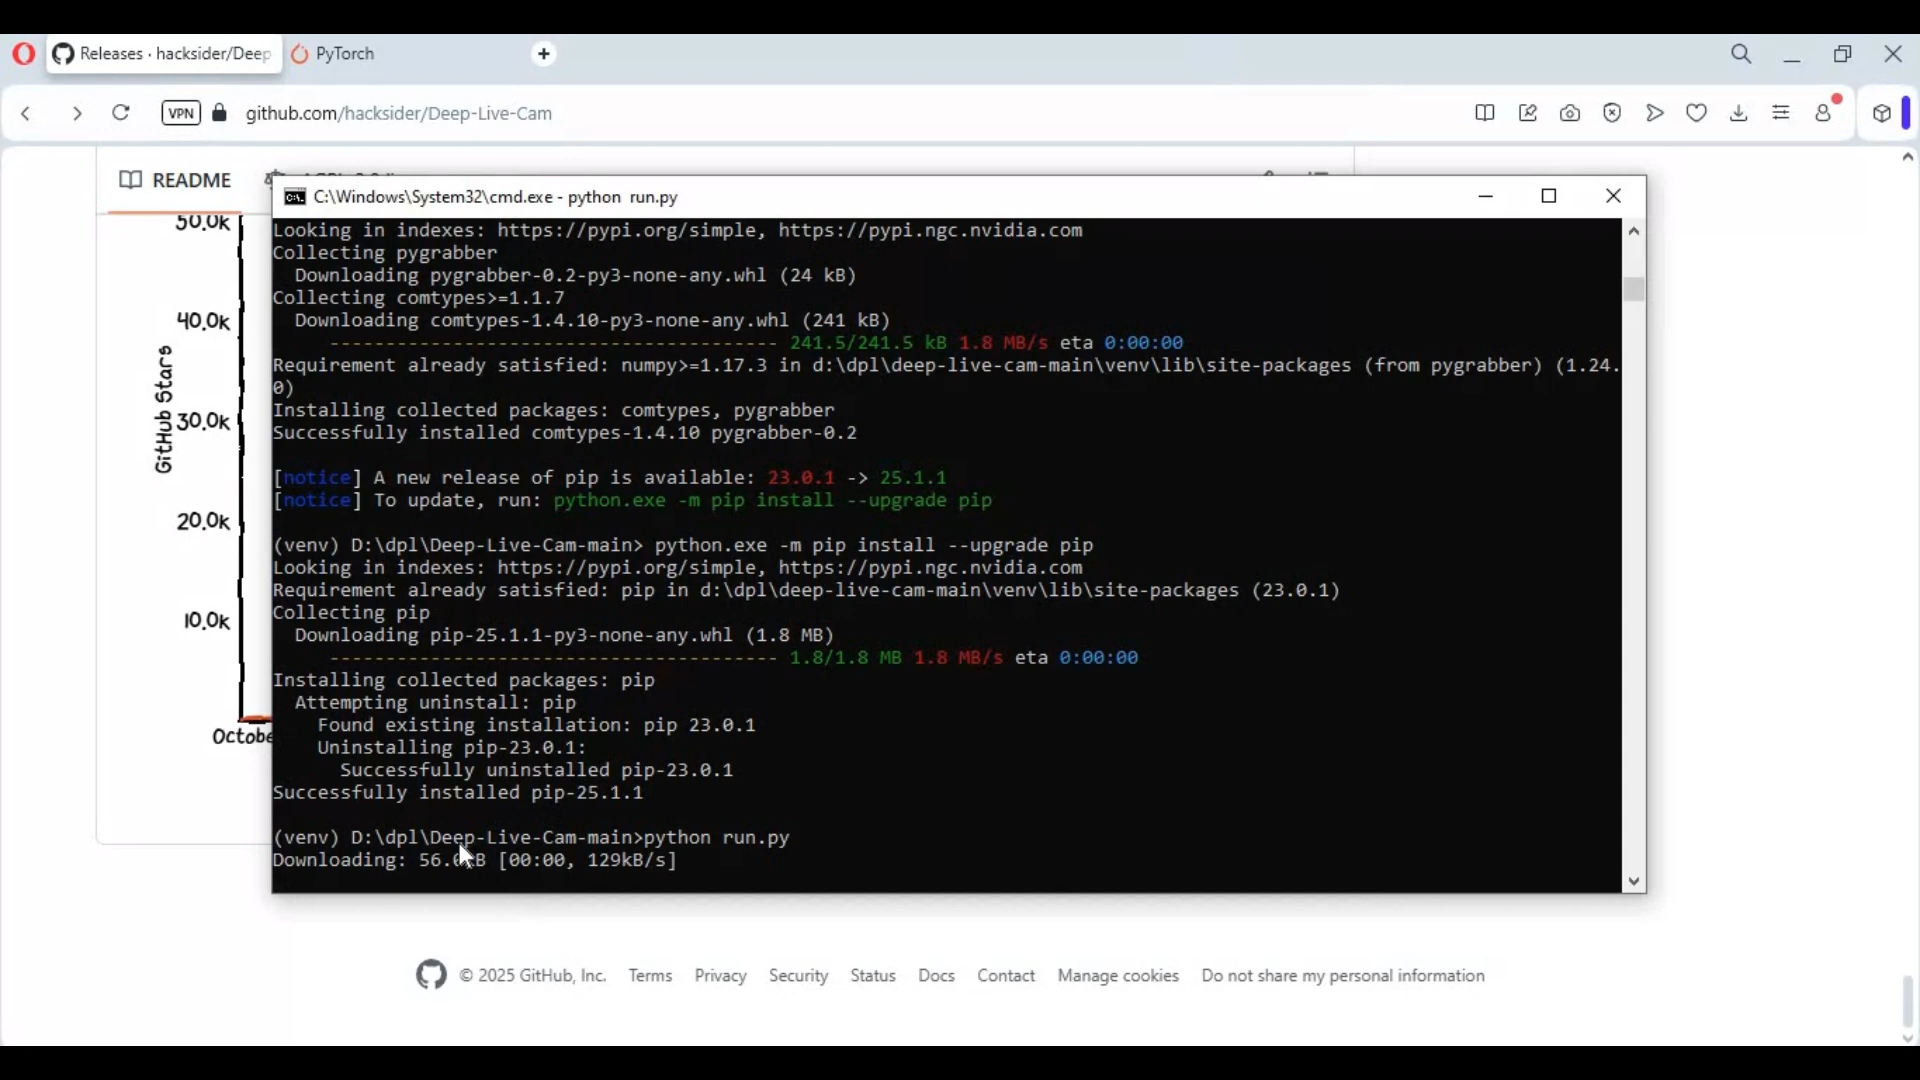 Releases · hacksider/Deep
PyTorch
VPN
github.com/hacksider/Deep-Live-Cam
README
C:\Windows\System32\cmd.exe - python run.py
50.0k
40.0k
GitHub Stars
30.0k
20.0k
10.0k
Octobe
Looking in indexes: https://pypi.org/simple, https://pypi.ngc.nvidia.com
Collecting pygrabber
Downloading pygrabber-0.2-py3-none-any.whl (24 kB)
Collecting comtypes>=1.1.7
Downloading comtypes-1.4.10-py3-none-any.whl (241 kB)
---------------------------------------- 241.5/241.5 kB 1.8 MB/s eta 0:00:00
Requirement already satisfied: numpy>=1.17.3 in d:\dpl\deep-live-cam-main\venv\lib\site-packages (from pygrabber) (1.24.
0)
Installing collected packages: comtypes, pygrabber
Successfully installed comtypes-1.4.10 pygrabber-0.2
[notice] A new release of pip is available: 23.0.1 -> 25.1.1
[notice] To update, run: python.exe -m pip install --upgrade pip
(venv) D:\dpl\Deep-Live-Cam-main> python.exe -m pip install --upgrade pip
Looking in indexes: https://pypi.org/simple, https://pypi.ngc.nvidia.com
Requirement already satisfied: pip in d:\dpl\deep-live-cam-main\venv\lib\site-packages (23.0.1)
Collecting pip
Downloading pip-25.1.1-py3-none-any.whl (1.8 MB)
---------------------------------------- 1.8/1.8 MB 1.8 MB/s eta 0:00:00
Installing collected packages: pip
Attempting uninstall: pip
Found existing installation: pip 23.0.1
Uninstalling pip-23.0.1:
Successfully uninstalled pip-23.0.1
Successfully installed pip-25.1.1
(venv) D:\dpl\Deep-Live-Cam-main>python run.py
Downloading: [00:00, 129kB/s]
© 2025 GitHub, Inc. Terms Privacy Security Status Docs Contact Manage cookies Do not share my personal information